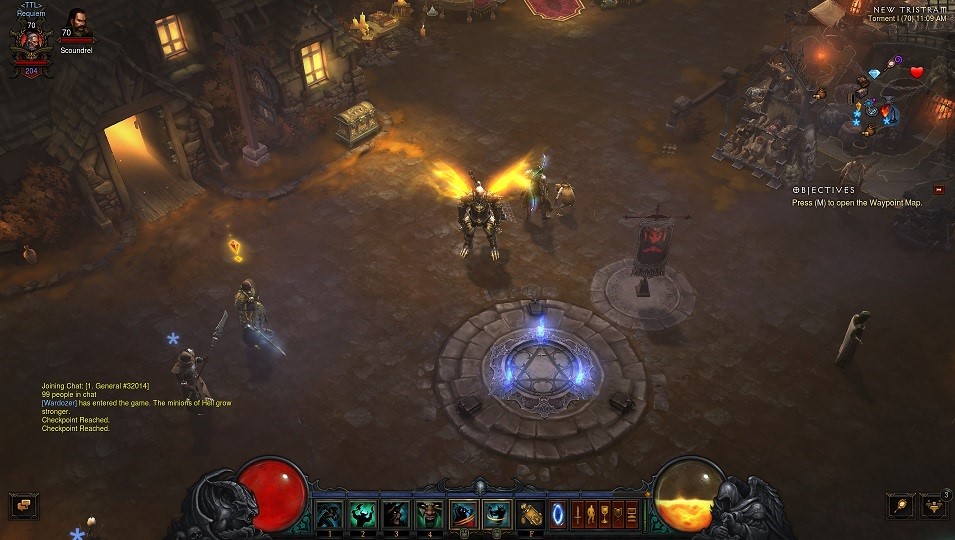 <TTL>
Requiem
70
204
70
Scoundrel
NEW TRISTRAM
Torment I (70) 11:09 AM
OBJECTIVES
Press (M) to open the Waypoint Map.
Joining Chat: [1. General #32014]
99 people in chat
[Wardozer] has entered the game. The minions of Hell grow
stronger.
Checkpoint Reached.
Checkpoint Reached.
1 2 3 4 F
3